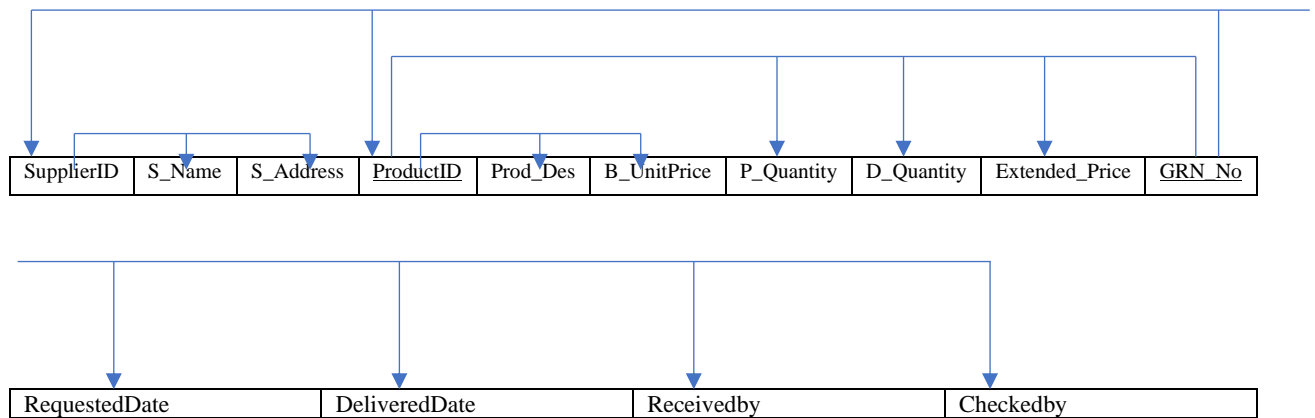 SupplierID S_Name S_Address ProductID Prod_Des B_UnitPrice P_Quantity D_Quantity Extended_Price GRN_No
RequestedDate DeliveredDate Receivedby Checkedby